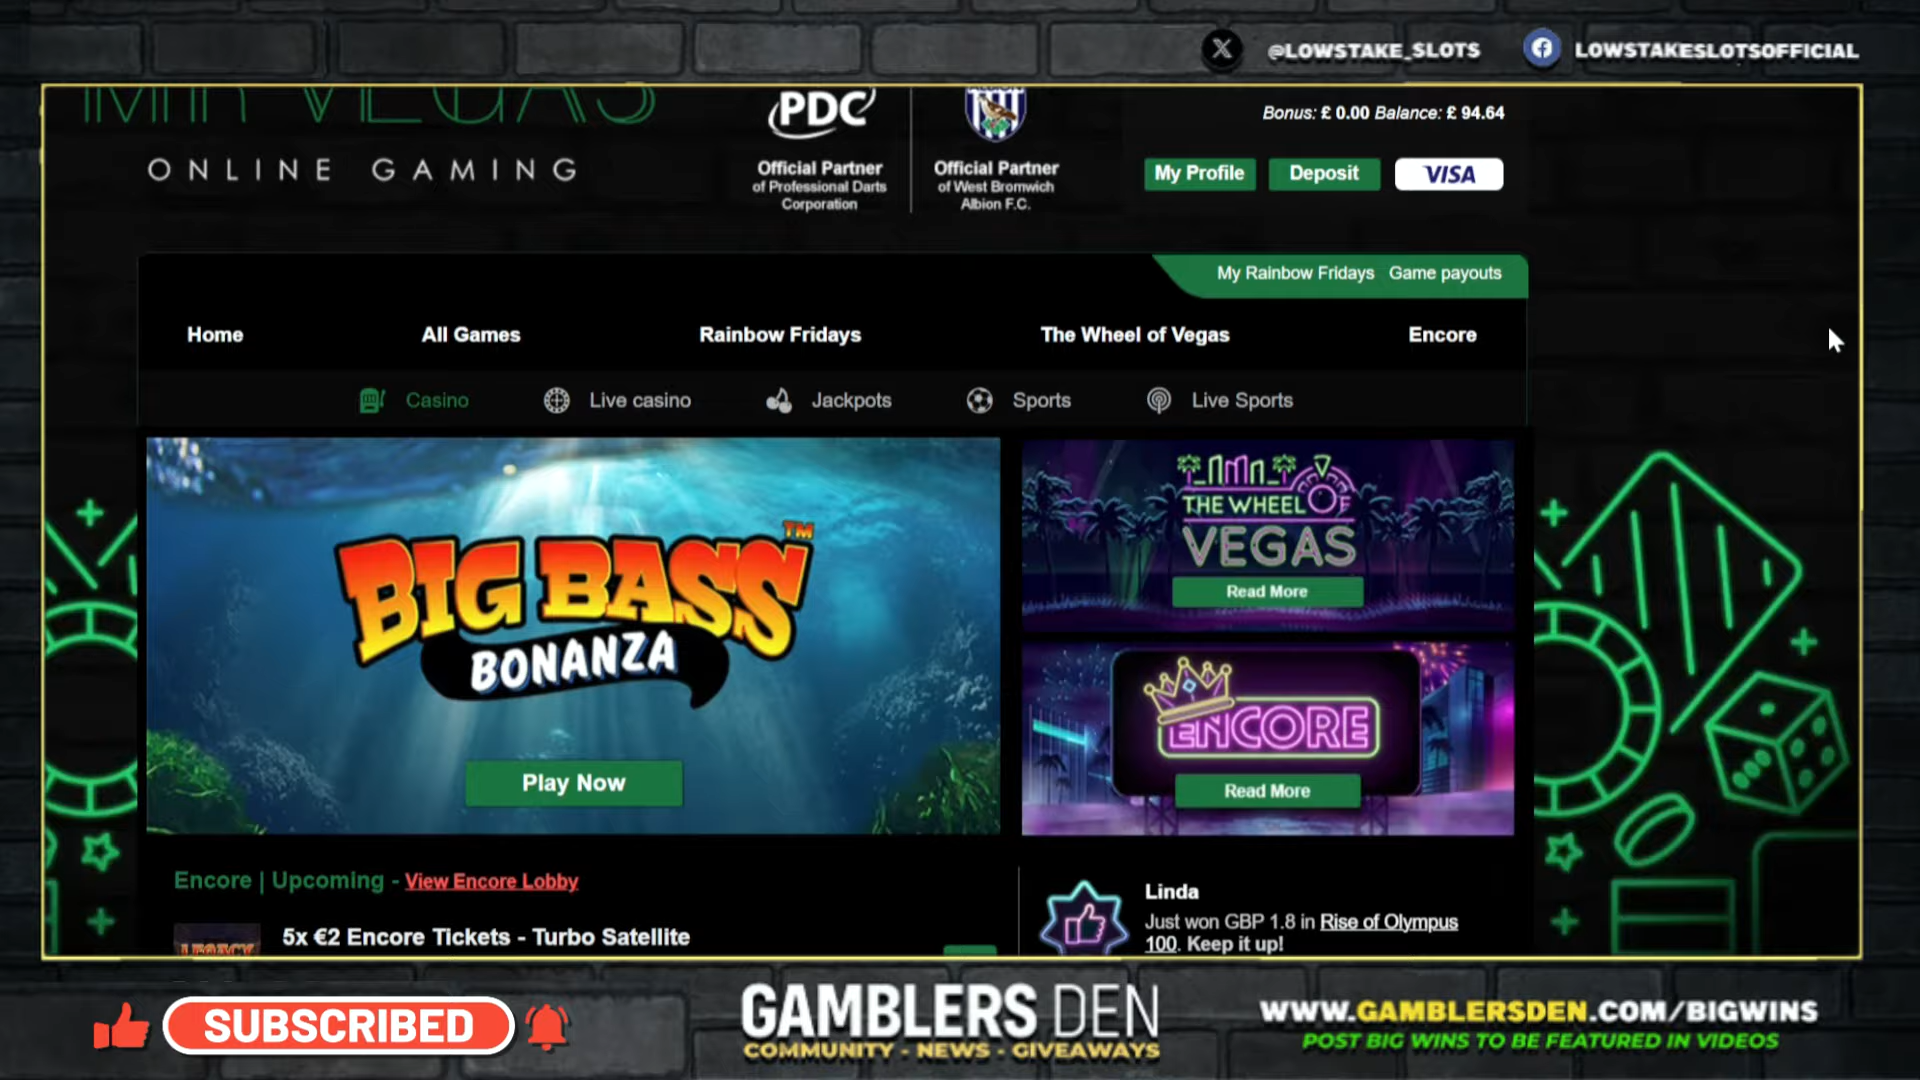 @LOWSTAKE_SLOTS
LOWSTAKESLOTSOFFICIAL
MR VEGAS
ONLINE GAMING
PDC
Official Partner
of Professional Darts
Corporation
Official Partner
of West Bromwich
Albion F.C.
Bonus: £ 0.00 Balance: £ 94.64
My Profile
Deposit
VISA
My Rainbow Fridays
Game payouts
Home
All Games
Rainbow Fridays
The Wheel of Vegas
Encore
Casino
Live casino
Jackpots
Sports
Live Sports
BIG BASS™
BONANZA
Play Now
THE WHEEL OF
VEGAS
Read More
ENCORE
Read More
Encore | Upcoming - View Encore Lobby
LEGACY
5x €2 Encore Tickets - Turbo Satellite
Linda
Just won GBP 1.8 in Rise of Olympus
100. Keep it up!
SUBSCRIBED
GAMBLERS DEN
COMMUNITY - NEWS - GIVEAWAYS
WWW.GAMBLERSDEN.COM/BIGWINS
POST BIG WINS TO BE FEATURED IN VIDEOS